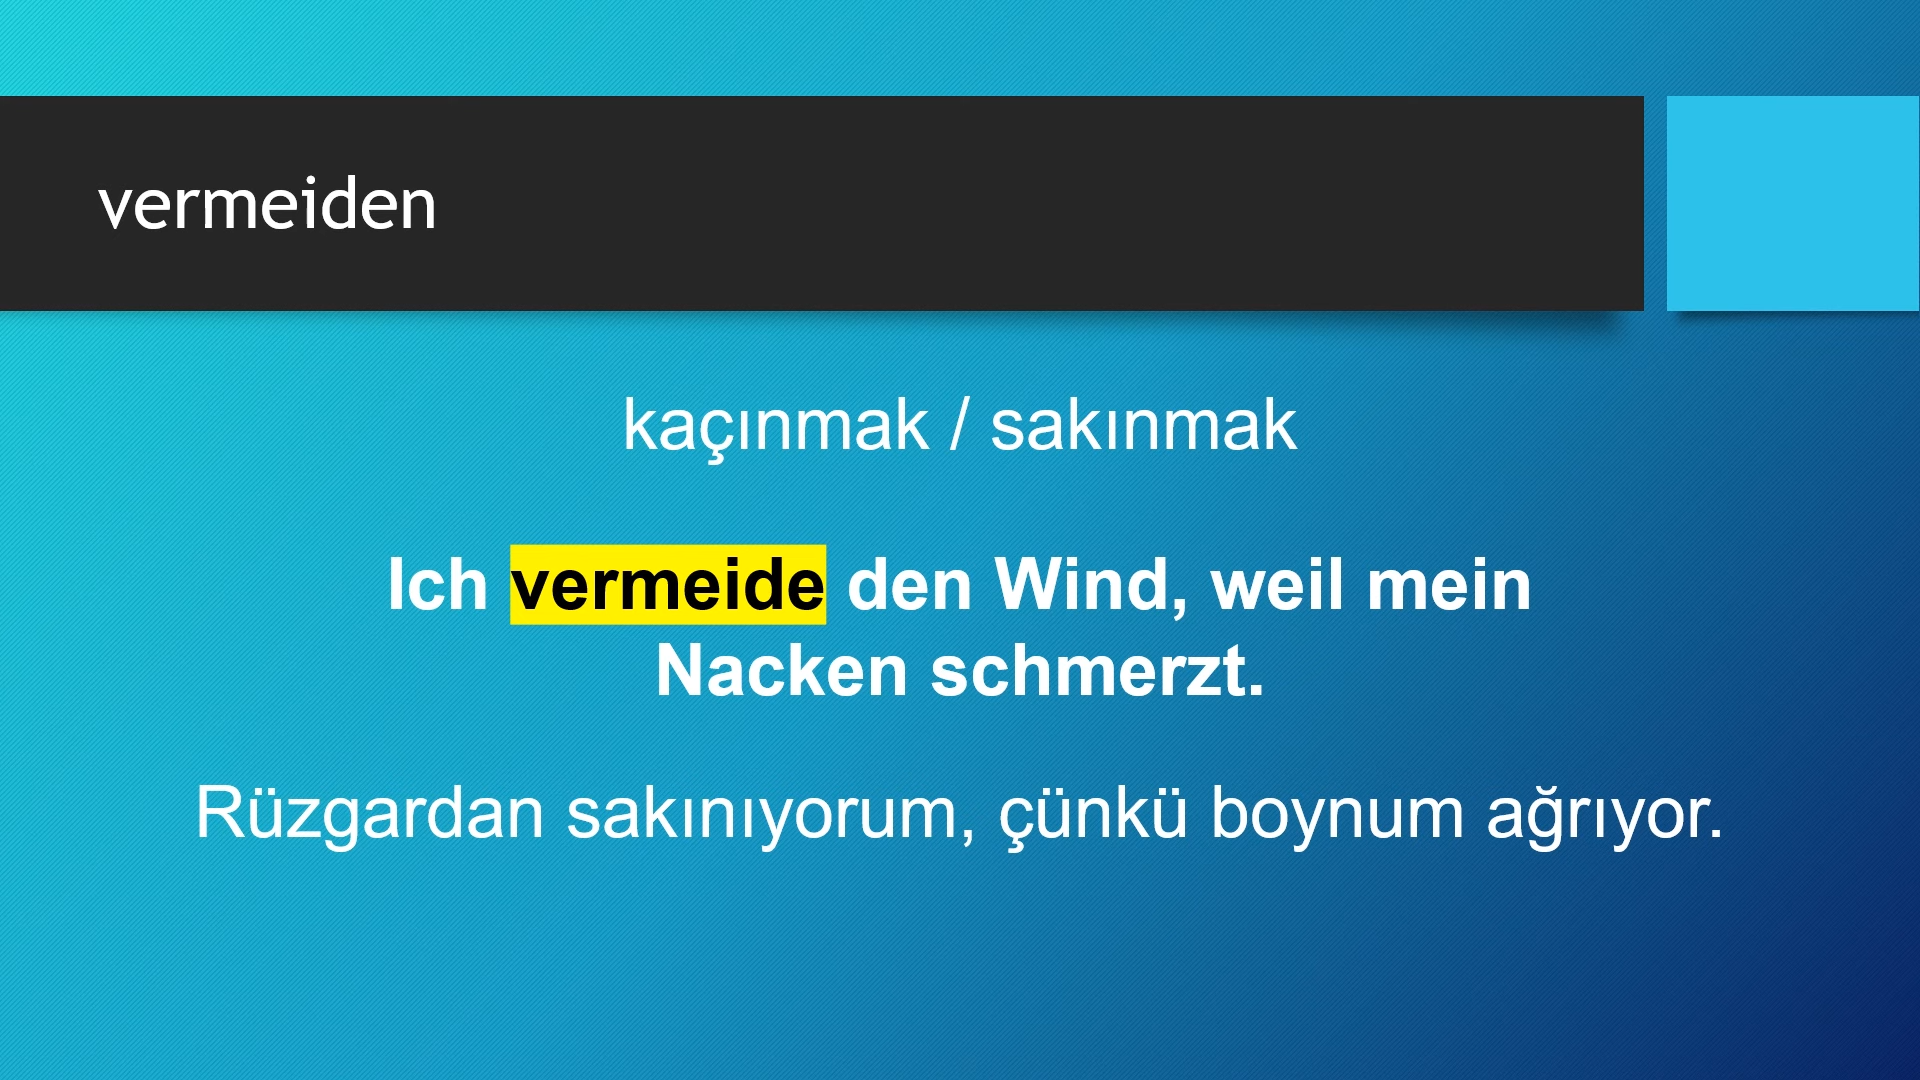 vermeiden
kaçınmak / sakınmak
Ich vermeide den Wind, weil mein
Nacken schmerzt.
Rüzgardan sakınıyorum, çünkü boynum ağrıyor.